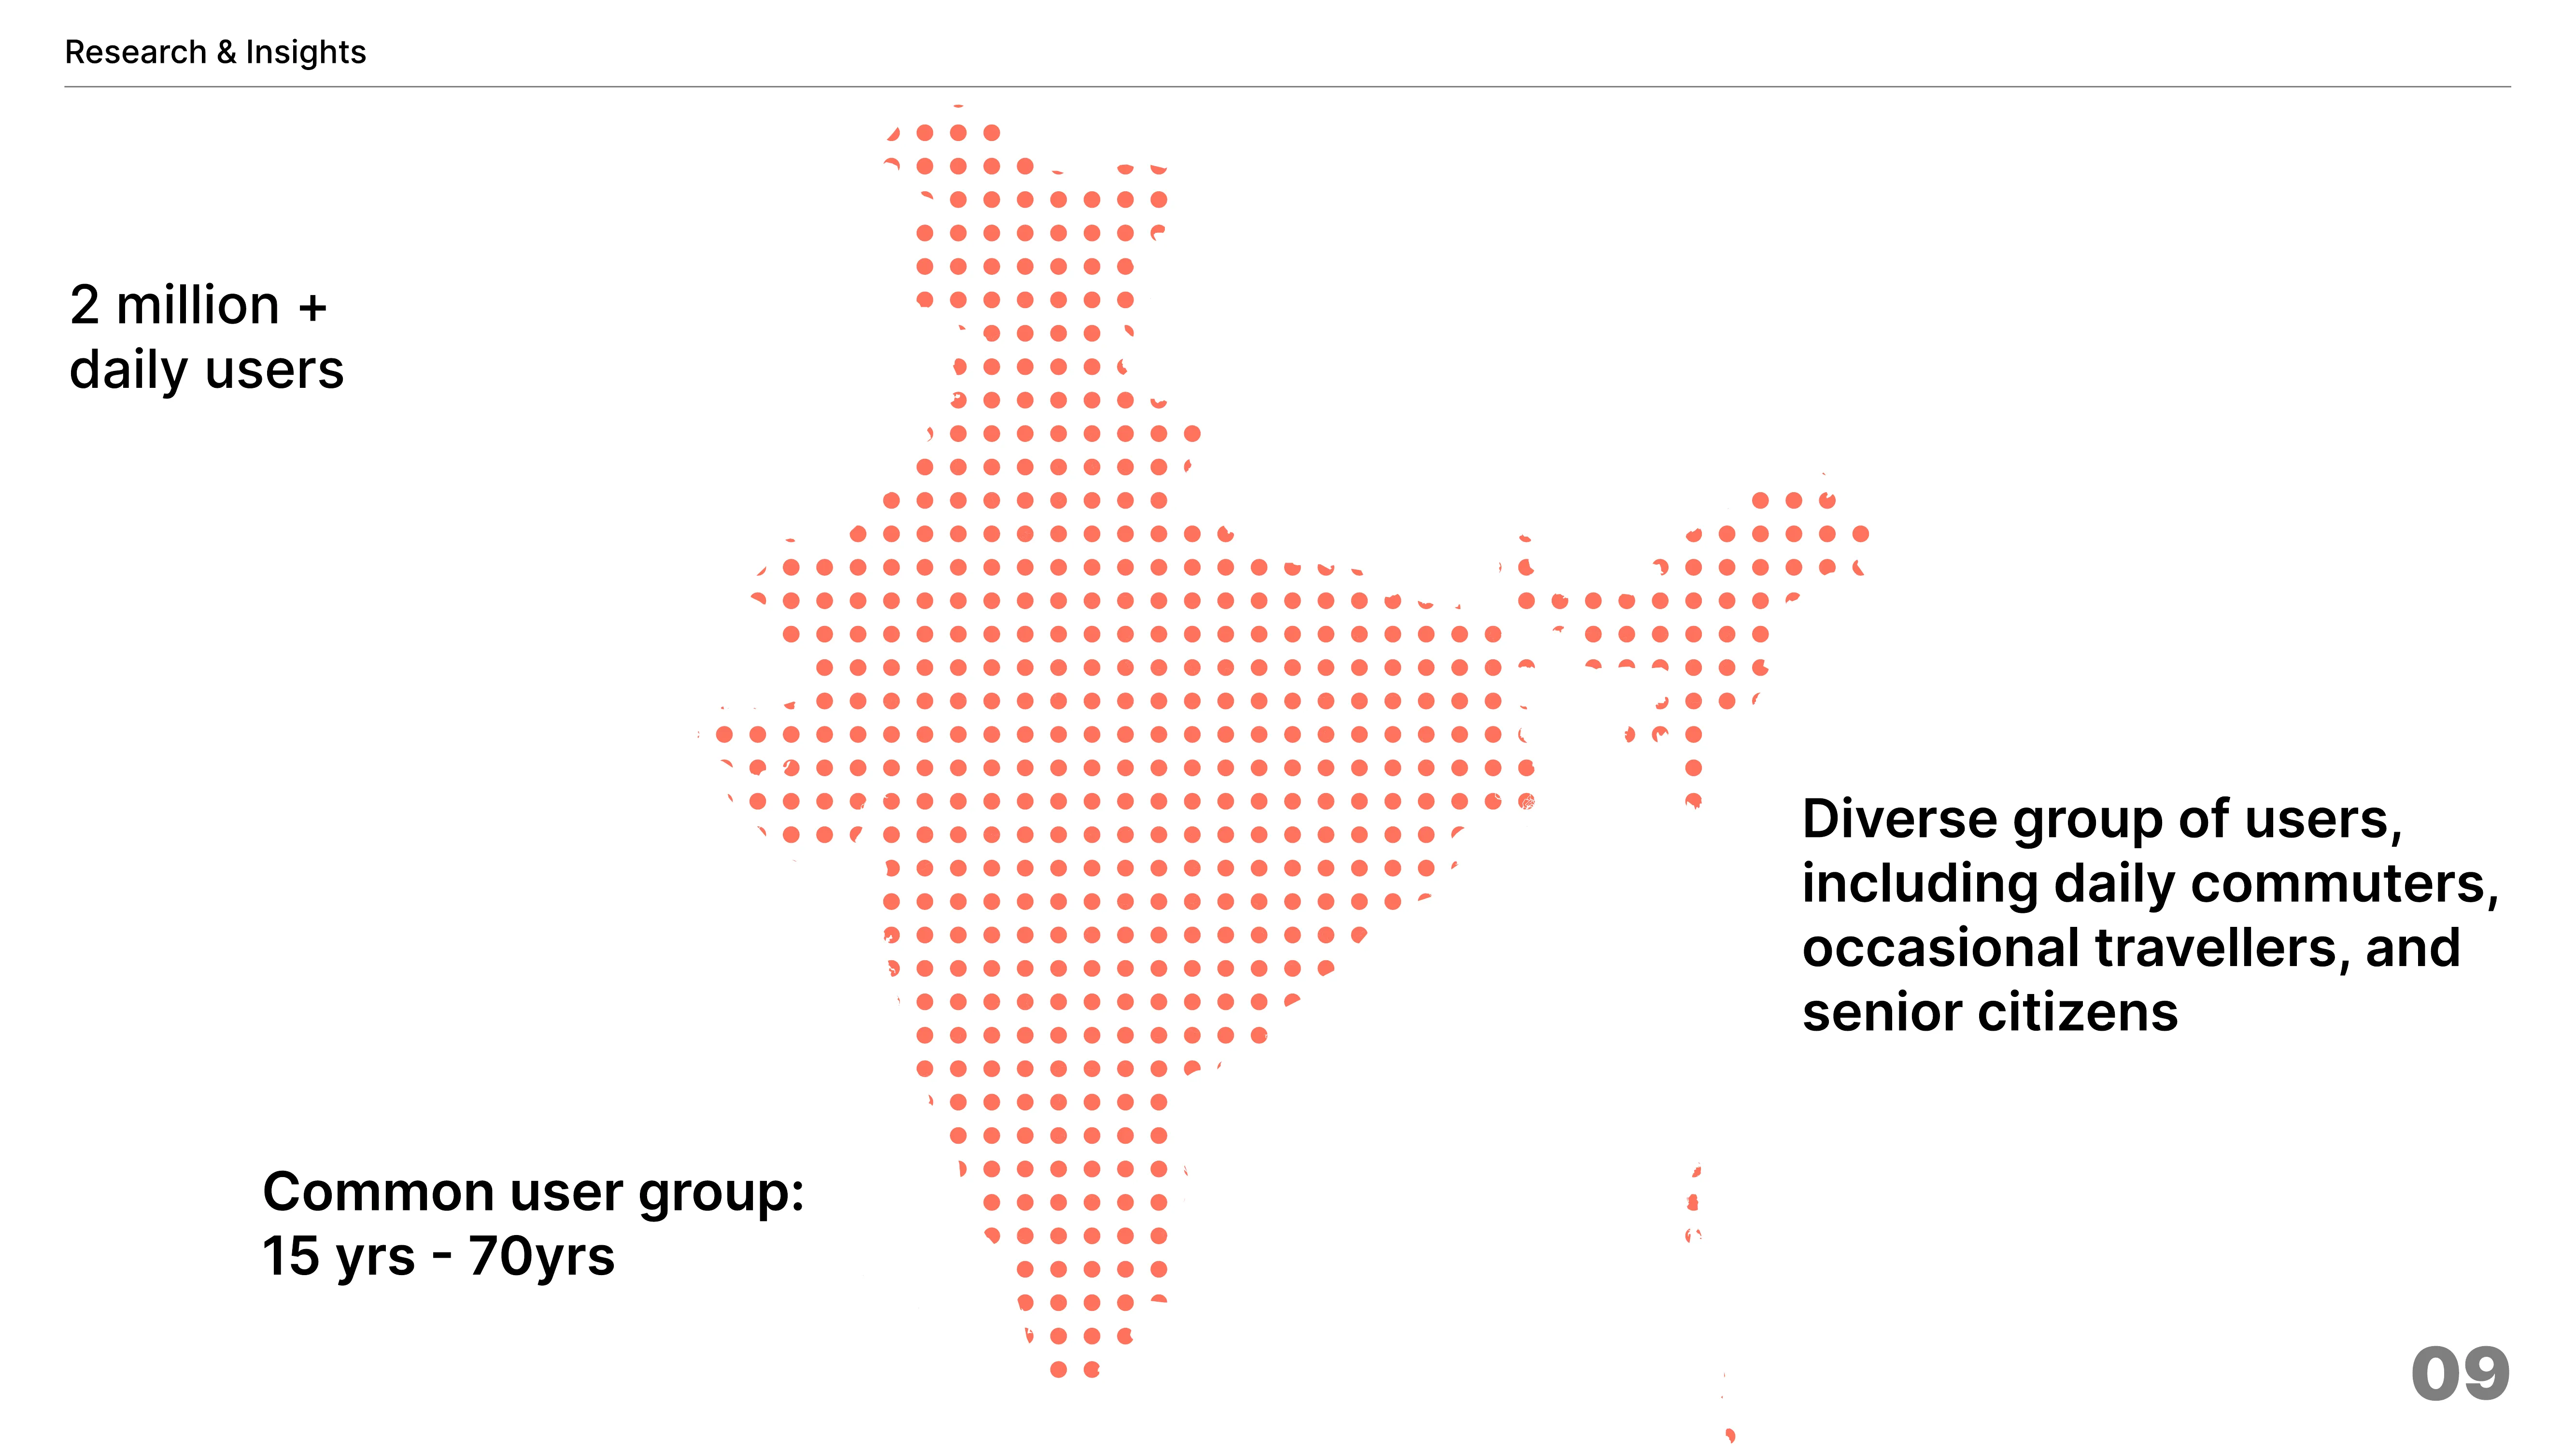 Research & Insights
2 million +
daily users
Diverse group of users,
including daily commuters,
occasional travellers, and
senior citizens
Common user group:
15 yrs - 70yrs
09